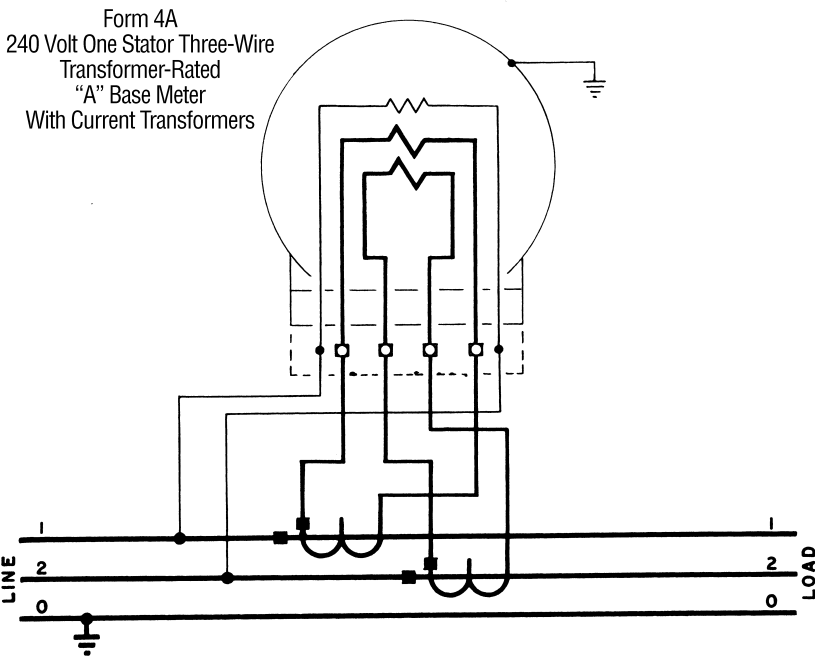 Form 4A
240 Volt One Stator Three-Wire
Transformer-Rated
“A” Base Meter
With Current Transformers
1
1
LINE
2
2
LOAD
0
0